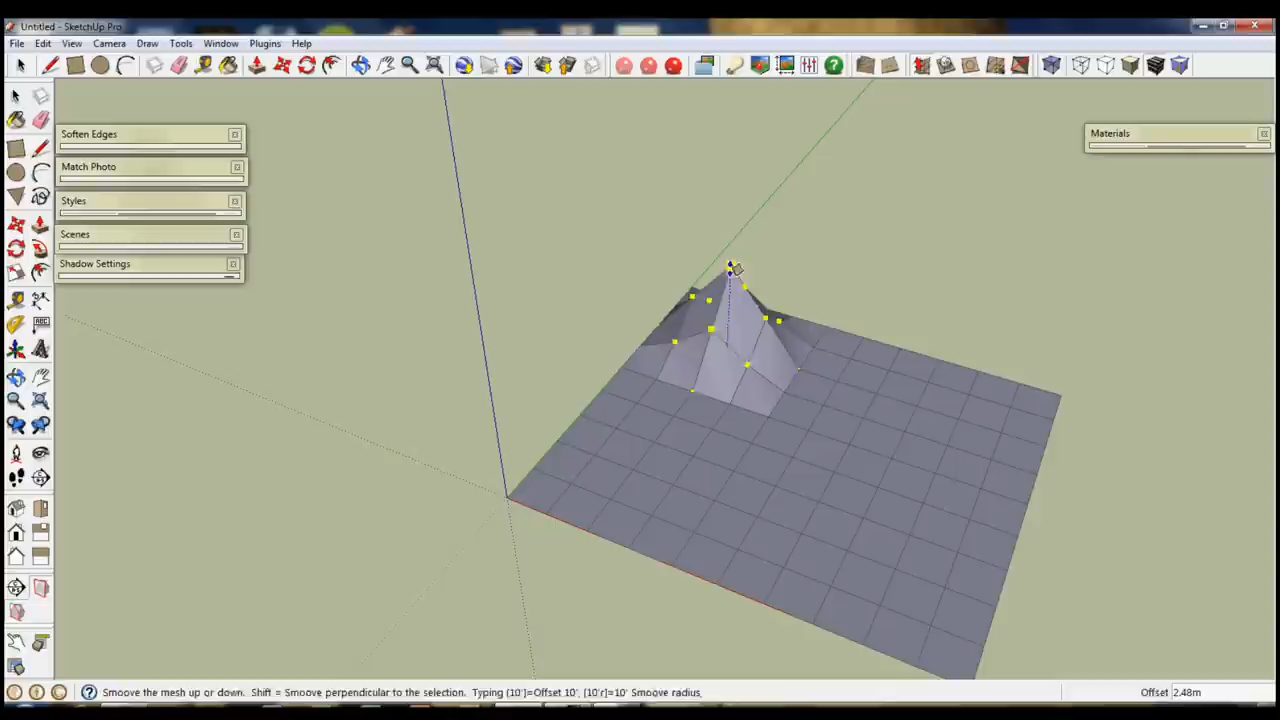 Untitled - SketchUp Pro
File Edit View Camera Draw Tools Window Plugins Help
Soften Edges
Match Photo
Styles
Scenes
Shadow Settings
Materials
Smoove the mesh up or down. Shift = Smoove perpendicular to the selection. Typing (10')=Offset 10', (10'r)=10' Smoove radius,
Offset 2.48m